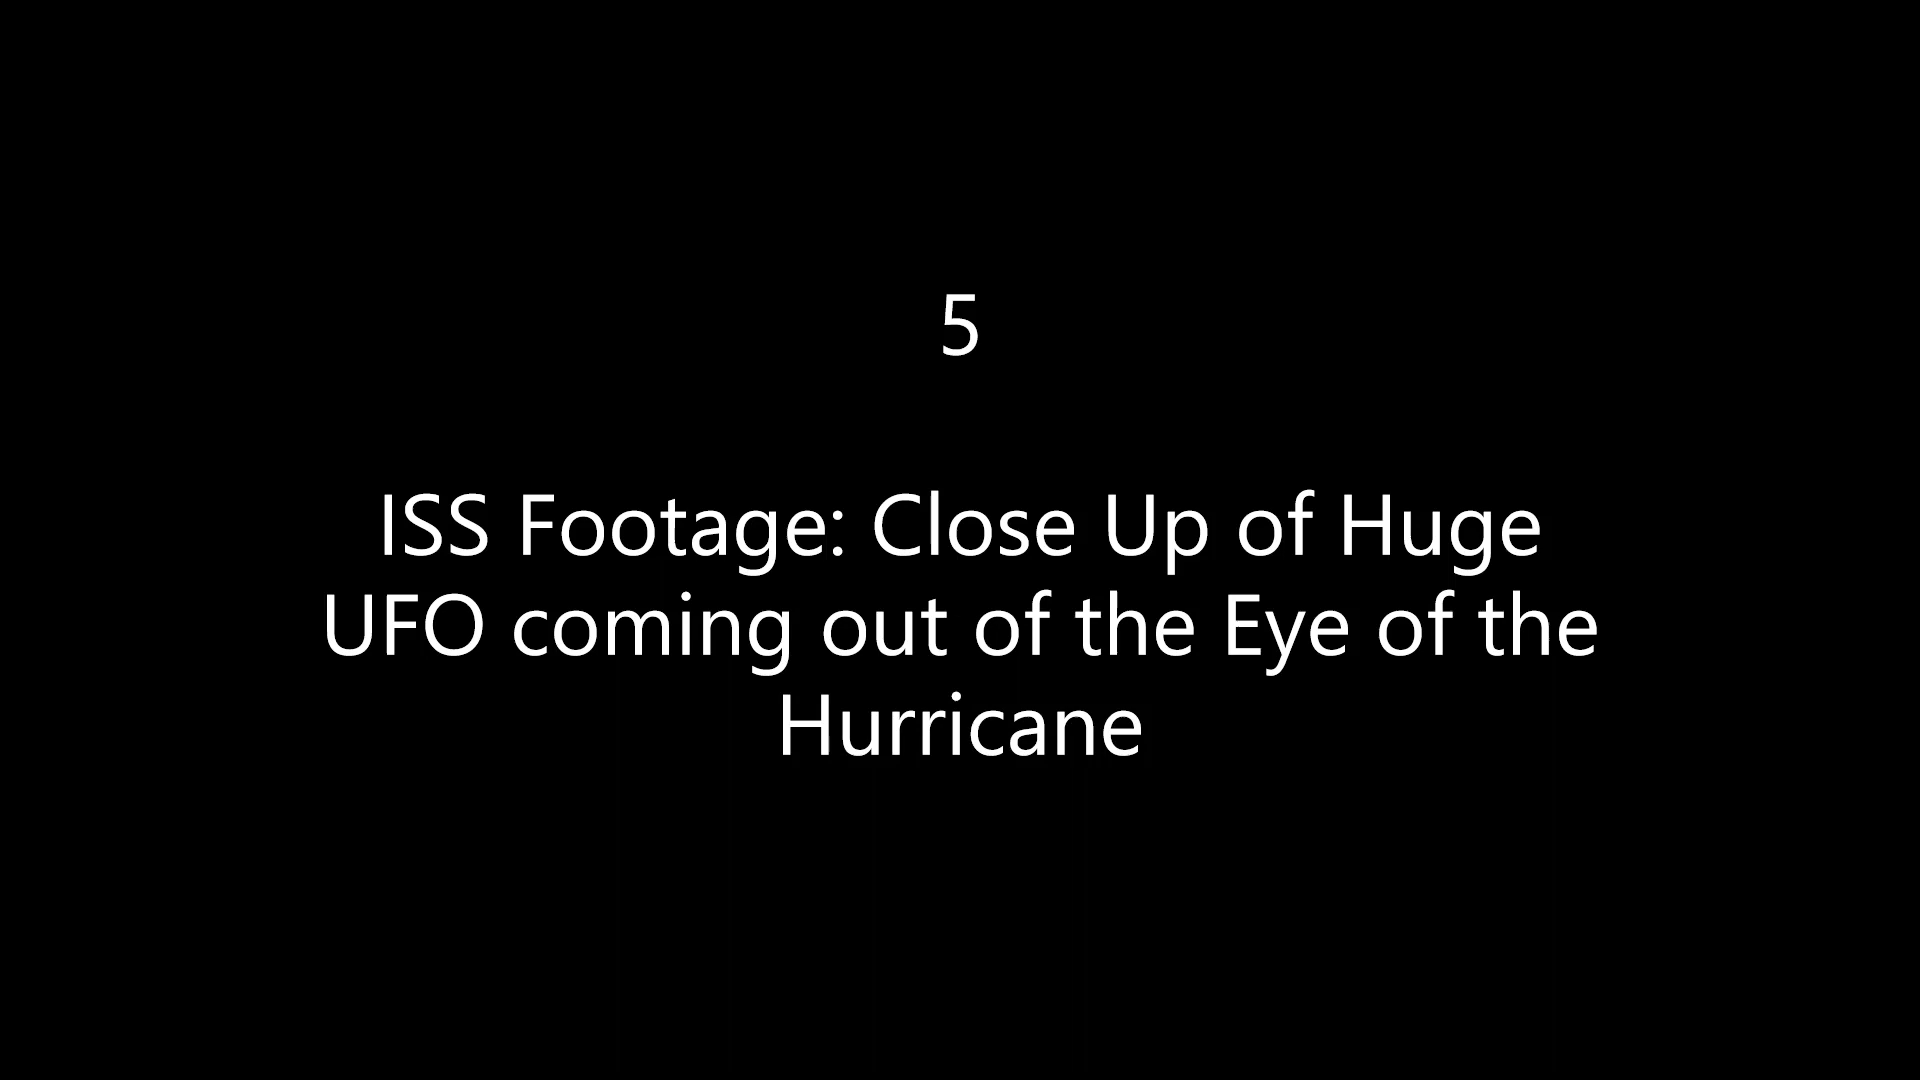 5
ISS Footage: Close Up of Huge
UFO coming out of the Eye of the
Hurricane